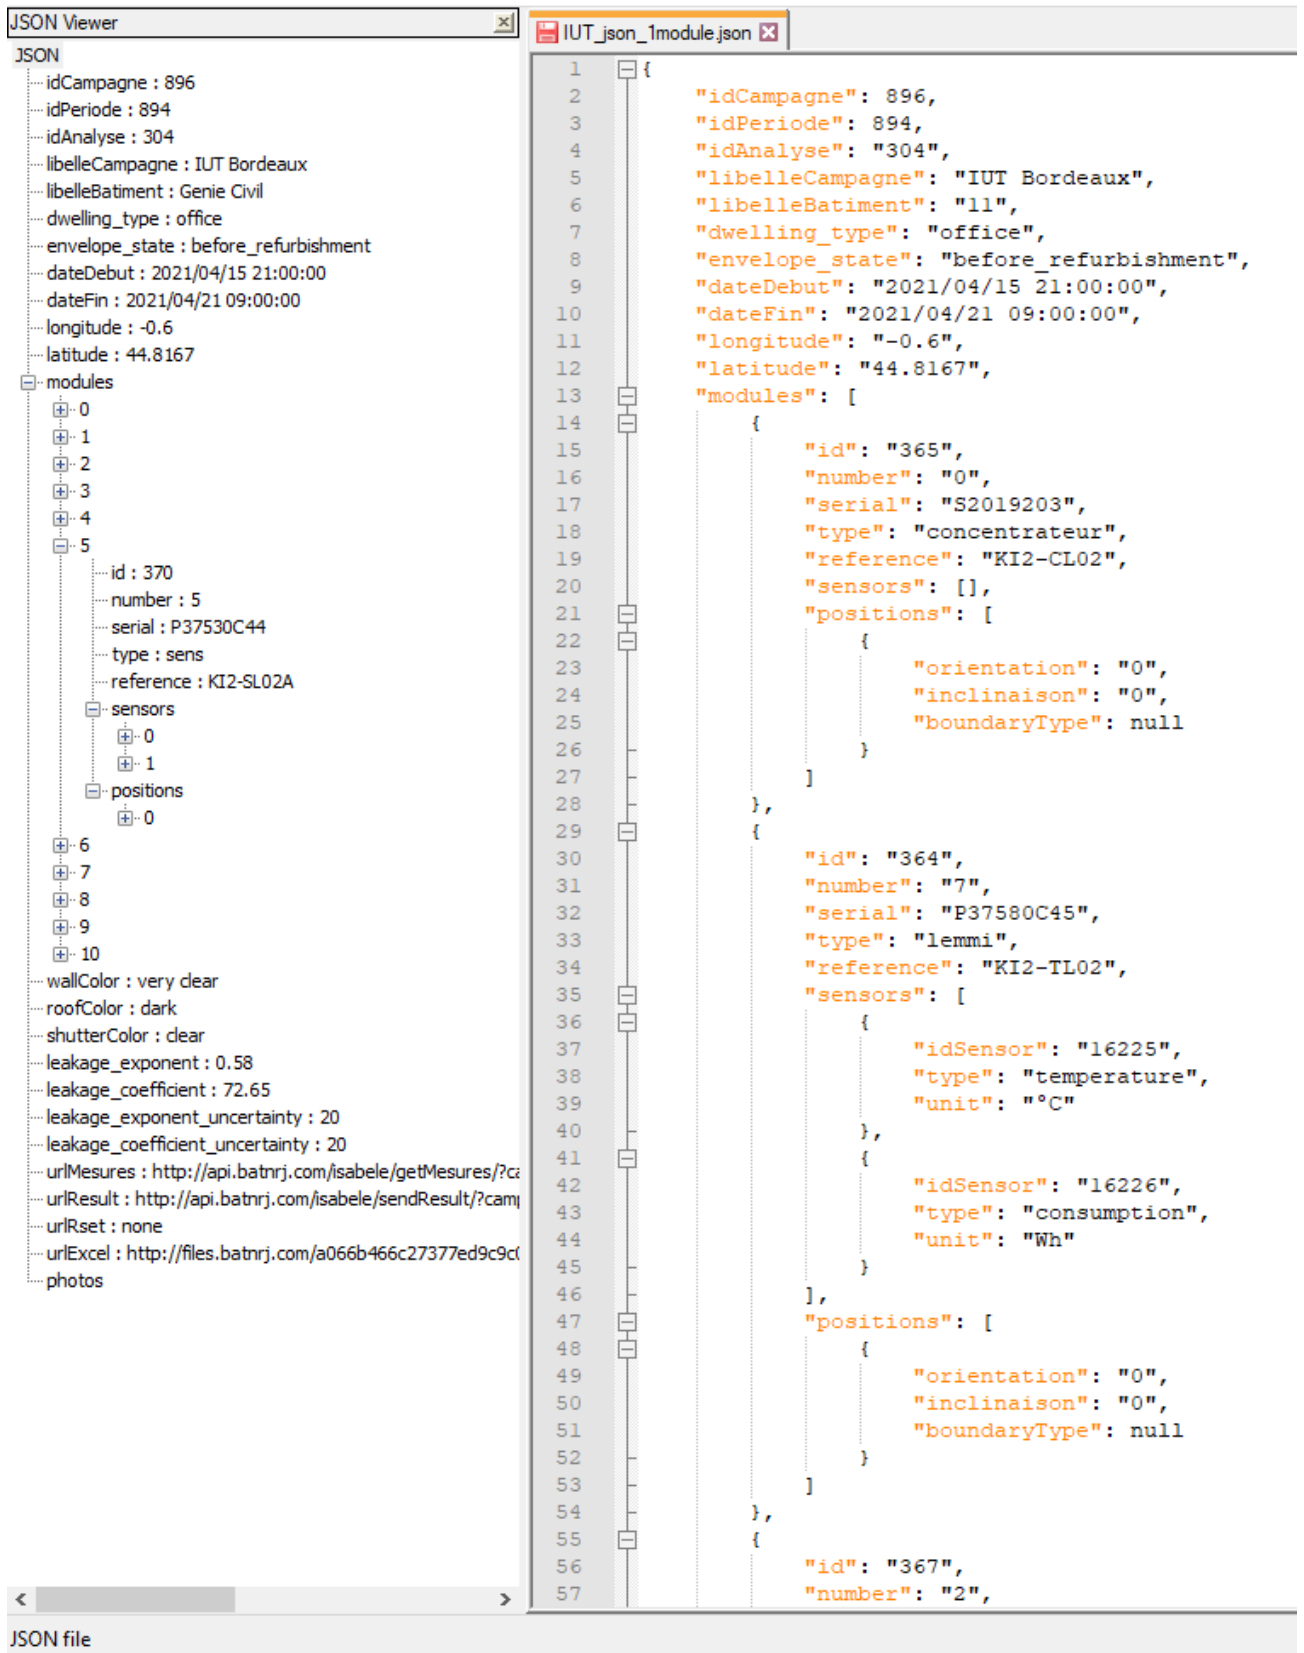 JSON Viewer
JSON
idCampagne : 896
idPeriode : 894
idAnalyse : 304
libelleCampagne : IUT Bordeaux
libelleBatiment : Genie Civil
dwelling_type : office
envelope_state : before_refurbishment
dateDebut : 2021/04/15 21:00:00
dateFin : 2021/04/21 09:00:00
longitude : -0.6
latitude : 44.8167
modules
0
1
2
3
4
5
id : 370
number : 5
serial : P37530C44
type : sens
reference : KI2-SL02A
sensors
0
1
positions
0
6
7
8
9
10
wallColor : very clear
roofColor : dark
shutterColor : clear
leakage_exponent : 0.58
leakage_coefficient : 72.65
leakage_exponent_uncertainty : 20
leakage_coefficient_uncertainty : 20
urlMesures : http://api.batnrj.com/isabele/getMesures/?ca
urlResult : http://api.batnrj.com/isabele/sendResult/?camp
urlRset : none
urlExcel : http://files.batnrj.com/a066b466c27377ed9c9c0
photos
JSON file
IUT_json_1module.json
1 {
2 "idCampagne": 896,
3 "idPeriode": 894,
4 "idAnalyse": "304",
5 "libelleCampagne": "IUT Bordeaux",
6 "libelleBatiment": "11",
7 "dwelling_type": "office",
8 "envelope_state": "before_refurbishment",
9 "dateDebut": "2021/04/15 21:00:00",
10 "dateFin": "2021/04/21 09:00:00",
11 "longitude": "-0.6",
12 "latitude": "44.8167",
13 "modules": [
14 {
15 "id": "365",
16 "number": "0",
17 "serial": "S2019203",
18 "type": "concentrateur",
19 "reference": "KI2-CL02",
20 "sensors": [],
21 "positions": [
22 {
23 "orientation": "0",
24 "inclinaison": "0",
25 "boundaryType": null
26 }
27 ]
28 },
29 {
30 "id": "364",
31 "number": "7",
32 "serial": "P37580C45",
33 "type": "lemmi",
34 "reference": "KI2-TL02",
35 "sensors": [
36 {
37 "idSensor": "16225",
38 "type": "temperature",
39 "unit": "°C"
40 },
41 {
42 "idSensor": "16226",
43 "type": "consumption",
44 "unit": "Wh"
45 }
46 ],
47 "positions": [
48 {
49 "orientation": "0",
50 "inclinaison": "0",
51 "boundaryType": null
52 }
53 ]
54 },
55 {
56 "id": "367",
57 "number": "2",